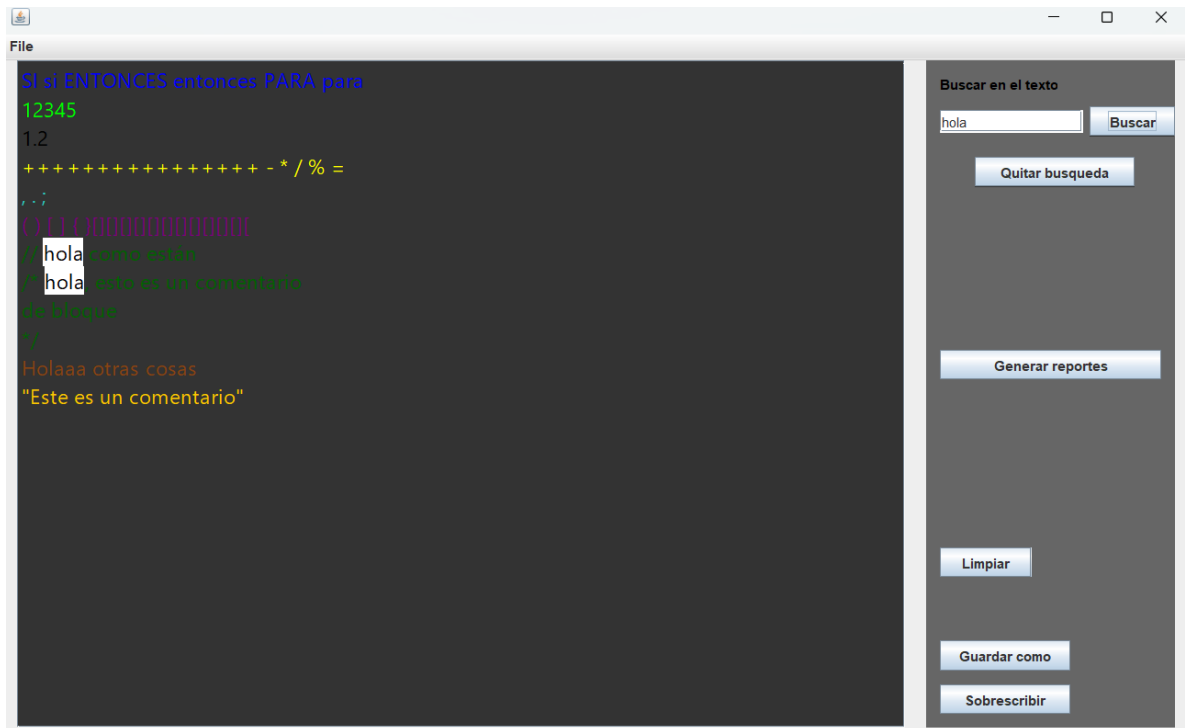 File
SI si ENTONCES entonces PARA para
12345
1.2
+ + + + + + + + + + + + + + + + - * / % =
, . ;
// hola como están
/* hola, esto es un comentario
de bloque
*/
Holaaa otras cosas
"Este es un comentario"
Buscar en el texto
hola
Buscar
Quitar busqueda
Generar reportes
Limpiar
Guardar como
Sobrescribir